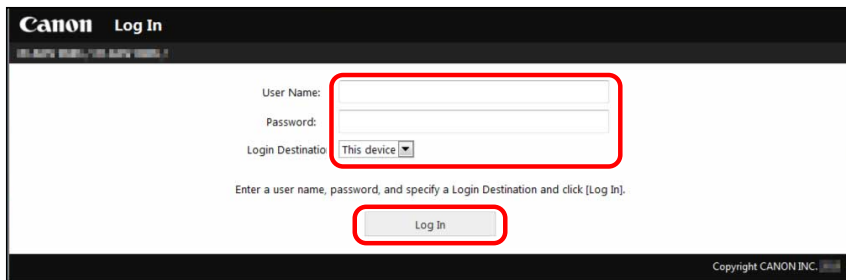 Canon Log In
User Name:
Password:
Login Destinatio This device
Enter a user name, password, and specify a Login Destination and click [Log In].
Log In
Copyright CANON INC.